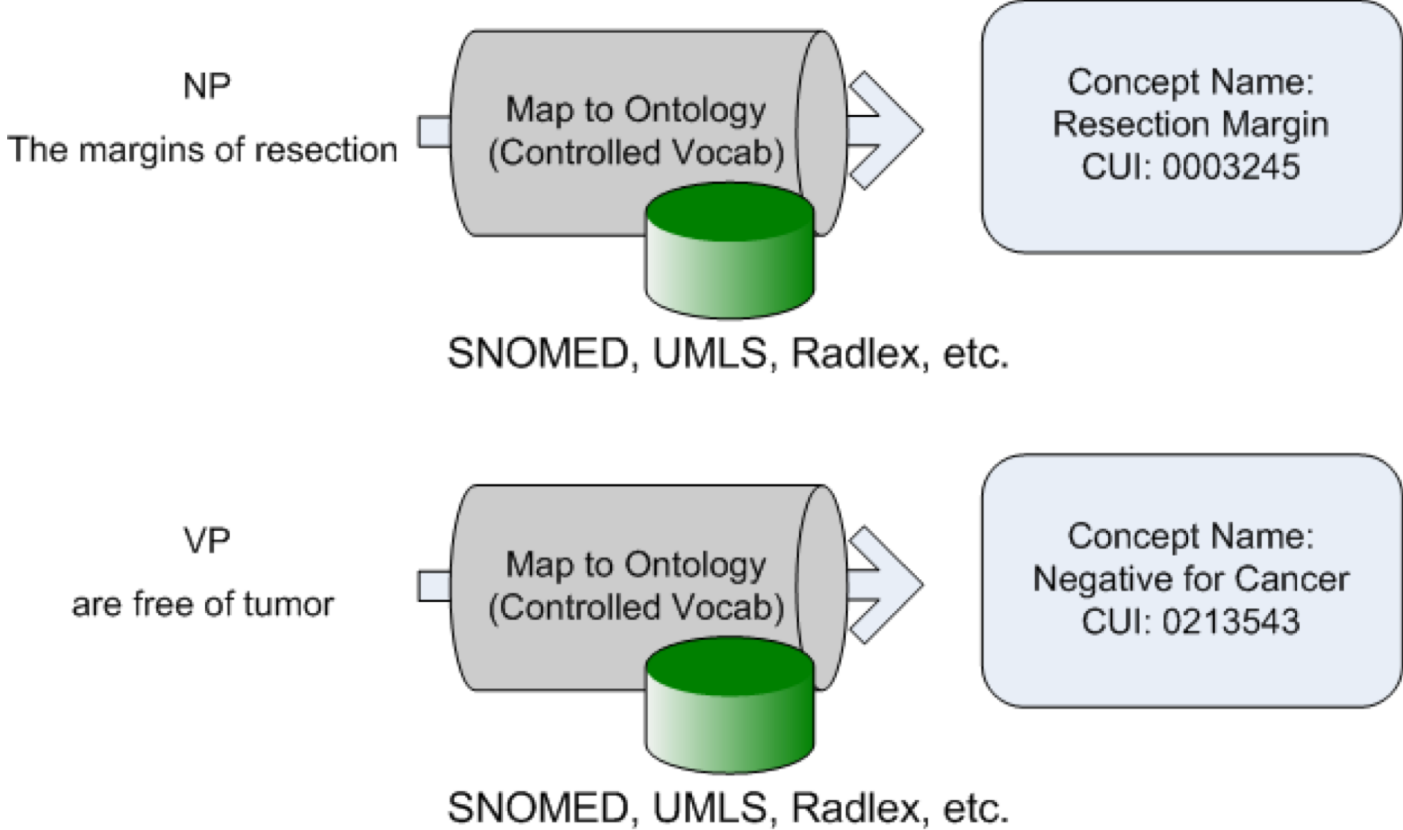 NP
The margins of resection
Map to Ontology
(Controlled Vocab)
Concept Name:
Resection Margin
CUI: 0003245
SNOMED, UMLS, Radlex, etc.
VP
are free of tumor
Map to Ontology
(Controlled Vocab)
Concept Name:
Negative for Cancer
CUI: 0213543
SNOMED, UMLS, Radlex, etc.